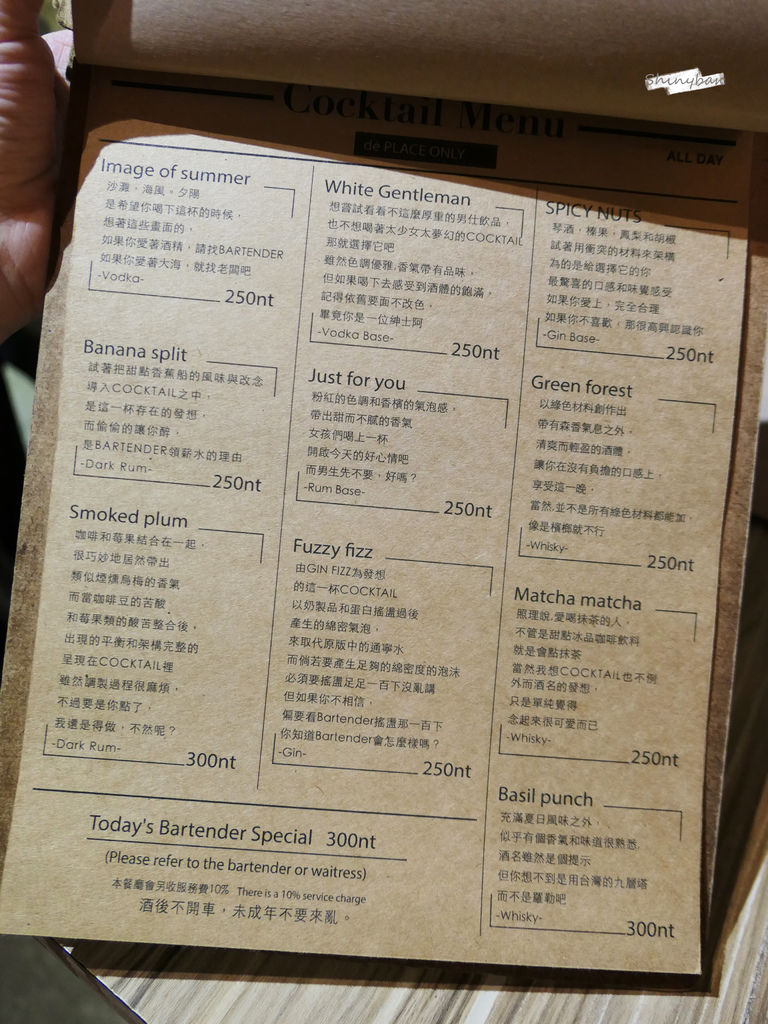 Shinyban
Cocktail Menu
de PLACE ONLY
ALL DAY
Image of summer
沙灘,海風。夕陽
是希望你喝下這杯的時候,
想著這些畫面的,
如果你愛著酒精,請找BARTENDER
如果你愛著大海,就找老闆吧
-Vodka-
250nt
Banana split
試著把甜點香蕉船的風味與改念
導入COCKTAIL之中,
是這一杯存在的發想,
而偷偷的讓你醉,
是BARTENDER領薪水的理由
-Dark Rum-
250nt
Smoked plum
咖啡和莓果結合在一起,
很巧妙地居然帶出
類似煙燻烏梅的香氣
而當咖啡豆的苦酸
和莓果類的酸苦整合後,
出現的平衡和架構完整的
呈現在COCKTAIL裡
雖然調製過程很麻煩,
不過要是你點了,
我還是得做,不然呢?
-Dark Rum-
300nt
White Gentleman
想嘗試看看不這麼厚重的男仕飲品,
也不想喝著太少女太夢幻的COCKTAIL
那就選擇它吧
雖然色調優雅,香氣帶有品味,
但如果喝下去感受到酒體的飽滿,
記得依舊要面不改色,
畢竟你是一位紳士阿
-Vodka Base-
250nt
Just for you
粉紅的色調和香檳的氣泡感,
帶出甜而不膩的香氣
女孩們喝上一杯
開啟今天的好心情吧
而男生先不要,好嗎?
-Rum Base-
250nt
Fuzzy fizz
由GIN FIZZ為發想
的這一杯COCKTAIL
以奶製品和蛋白搖盪過後
產生的綿密氣泡,
來取代原版中的通寧水
而倘若要產生足夠的綿密度的泡沫
必須要搖盪足足一百下沒亂講
但如果你不相信,
偏要看Bartender搖盪那一百下
你知道Bartender會怎麼樣嗎?
-Gin-
250nt
SPICY NUTS
琴酒,榛果,鳳梨和胡椒
試著用衝突的材料來架構
為的是給選擇它的你
最驚喜的口感和味覺感受
如果你愛上,完全合理
如果你不喜歡,那很高興認識你
-Gin Base-
250nt
Green forest
以綠色材料創作出
帶有森香氣息之外,
清爽而輕盈的酒體,
讓你在沒有負擔的口感上,
享受這一晚,
當然,並不是所有綠色材料都能加,
像是檳榔就不行
-Whisky-
250nt
Matcha matcha
照理說,愛喝抹茶的人,
不管是甜點冰品咖啡飲料
就是會點抹茶
當然我想COCKTAIL也不例
外而酒名的發想,
只是單純覺得
念起來很可愛而已
-Whisky-
250nt
Basil punch
充滿夏日風味之外,
似乎有個香氣和味道很熟悉,
酒名雖然是個提示
但你想不到是用台灣的九層塔
而不是羅勒吧
-Whisky-
300nt
Today's Bartender Special 300nt
(Please refer to the bartender or waitress)
本餐廳會另收服務費10% There is a 10% service charge
酒後不開車,未成年不要來亂。